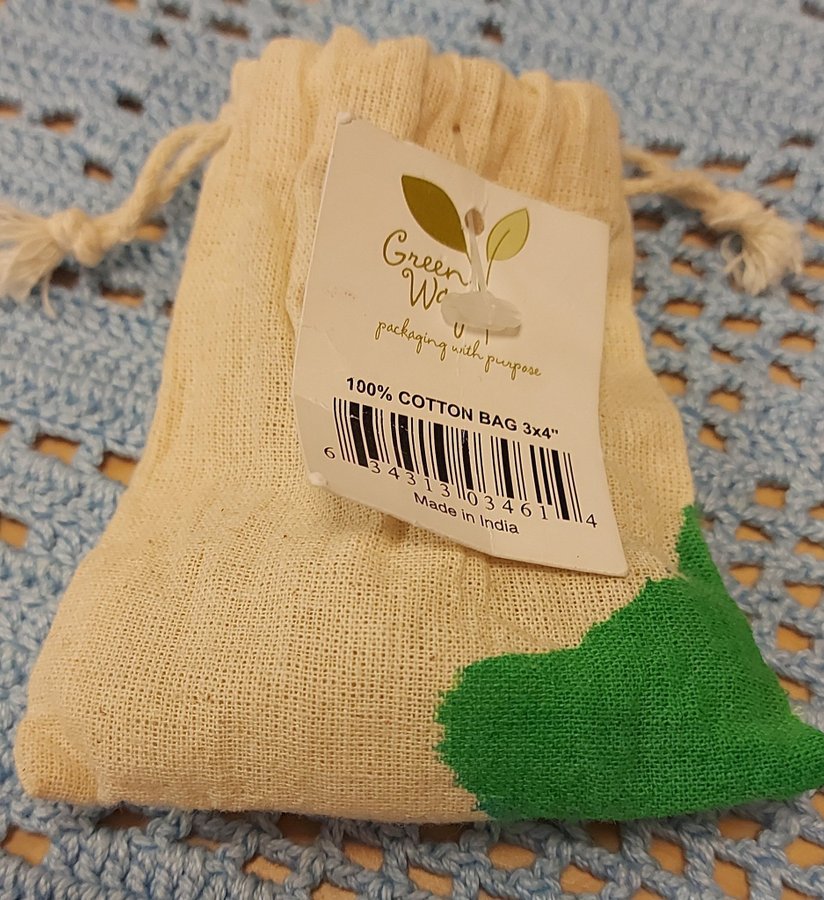 Green
packaging with purpose
100% COTTON BAG 3x4"
6 34313 03461 4
Made in India